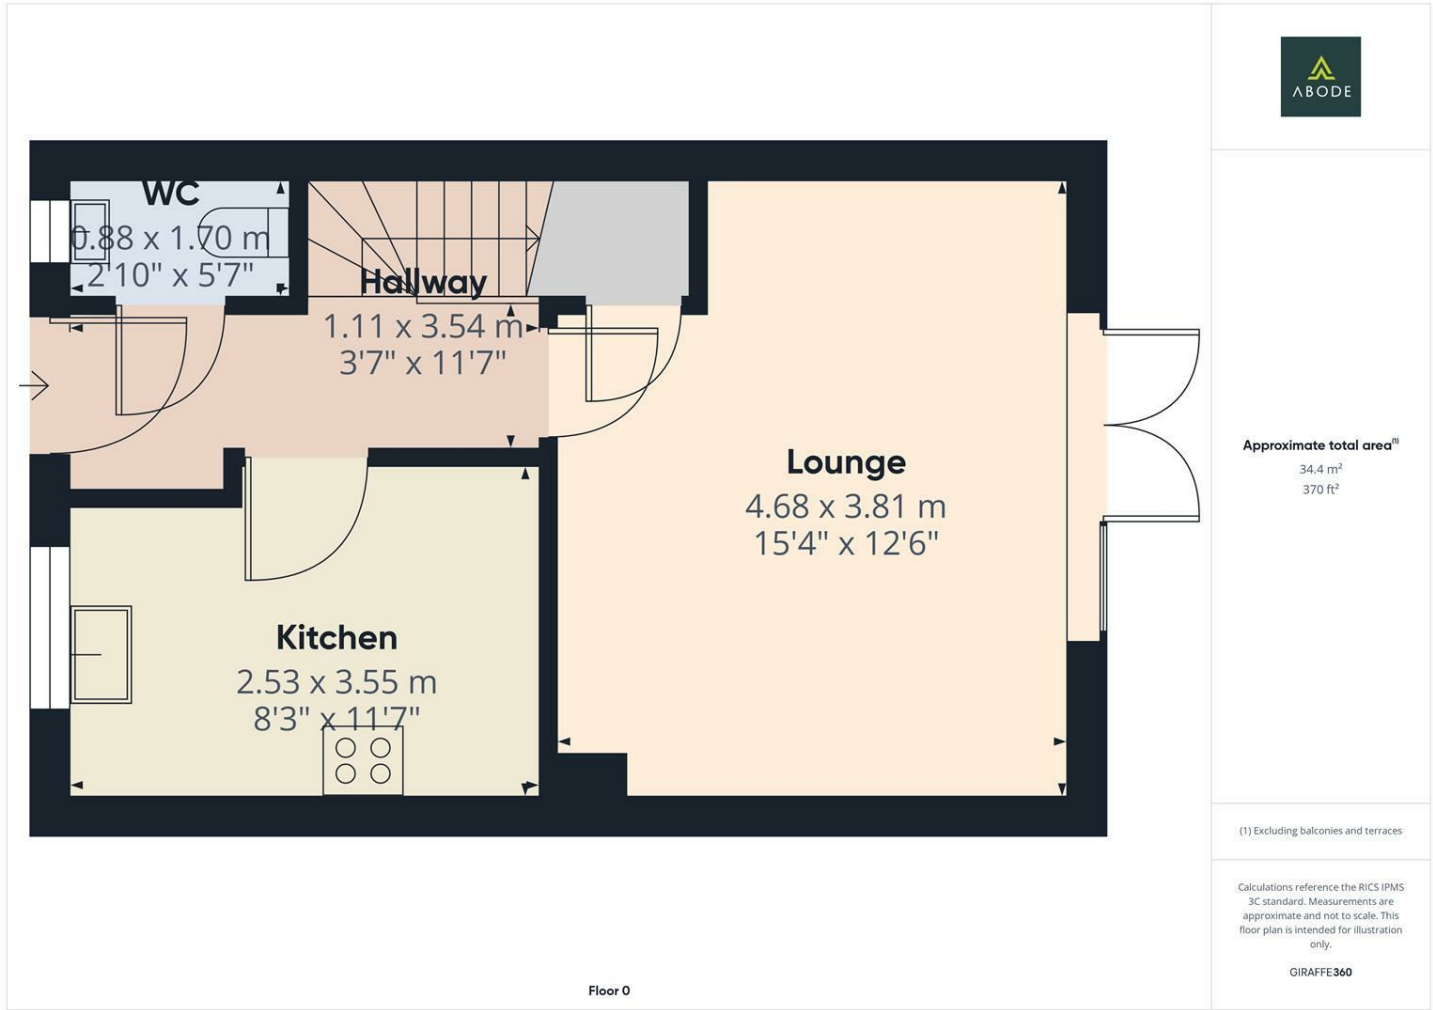 WC
0.88 x 1.70 m
2'10" x 5'7"
Hallway
1.11 x 3.54 m
3'7" x 11'7"
Lounge
4.68 x 3.81 m
15'4" x 12'6"
Kitchen
2.53 x 3.55 m
8'3" x 11'7"
Floor 0
ABODE
Approximate total area(1)
34.4 m²
370 ft²
(1) Excluding balconies and terraces
Calculations reference the RICS IPMS
3C standard. Measurements are
approximate and not to scale. This
floor plan is intended for illustration
only.
GIRAFFE360